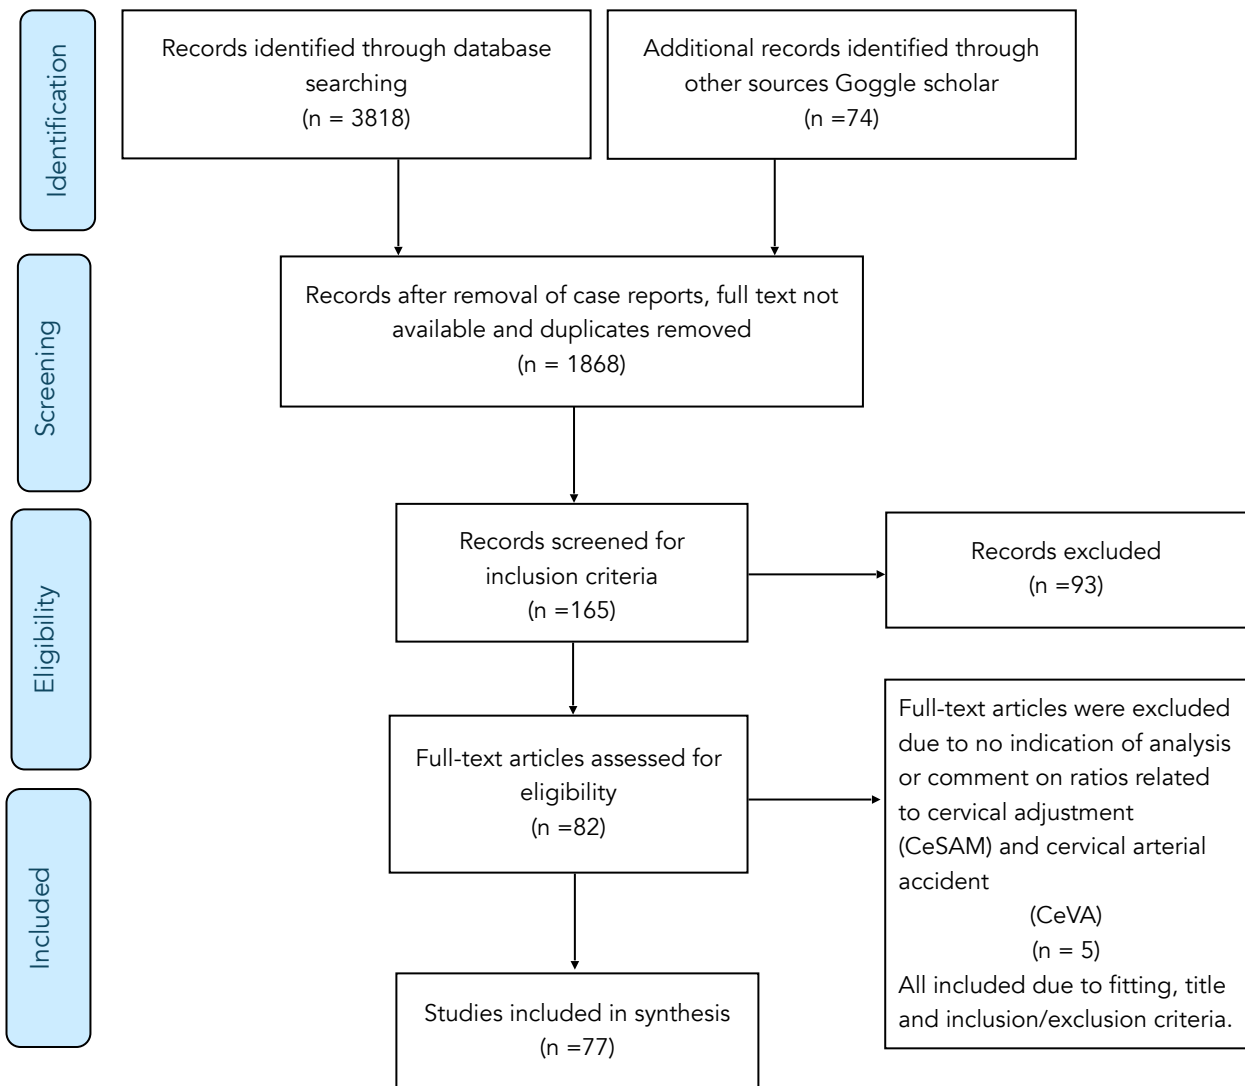 Identification
Records identified through database
searching
(n = 3818)
Additional records identified through
other sources Goggle scholar
(n =74)
Screening
Records after removal of case reports, full text not
available and duplicates removed
(n = 1868)
Eligibility
Records screened for
inclusion criteria
(n =165)
Records excluded
(n =93)
Full-text articles assessed for
eligibility
(n =82)
Full-text articles were excluded
due to no indication of analysis
or comment on ratios related
to cervical adjustment
(CeSAM) and cervical arterial
accident
(CeVA)
(n = 5)
All included due to fitting, title
and inclusion/exclusion criteria.
Included
Studies included in synthesis
(n =77)